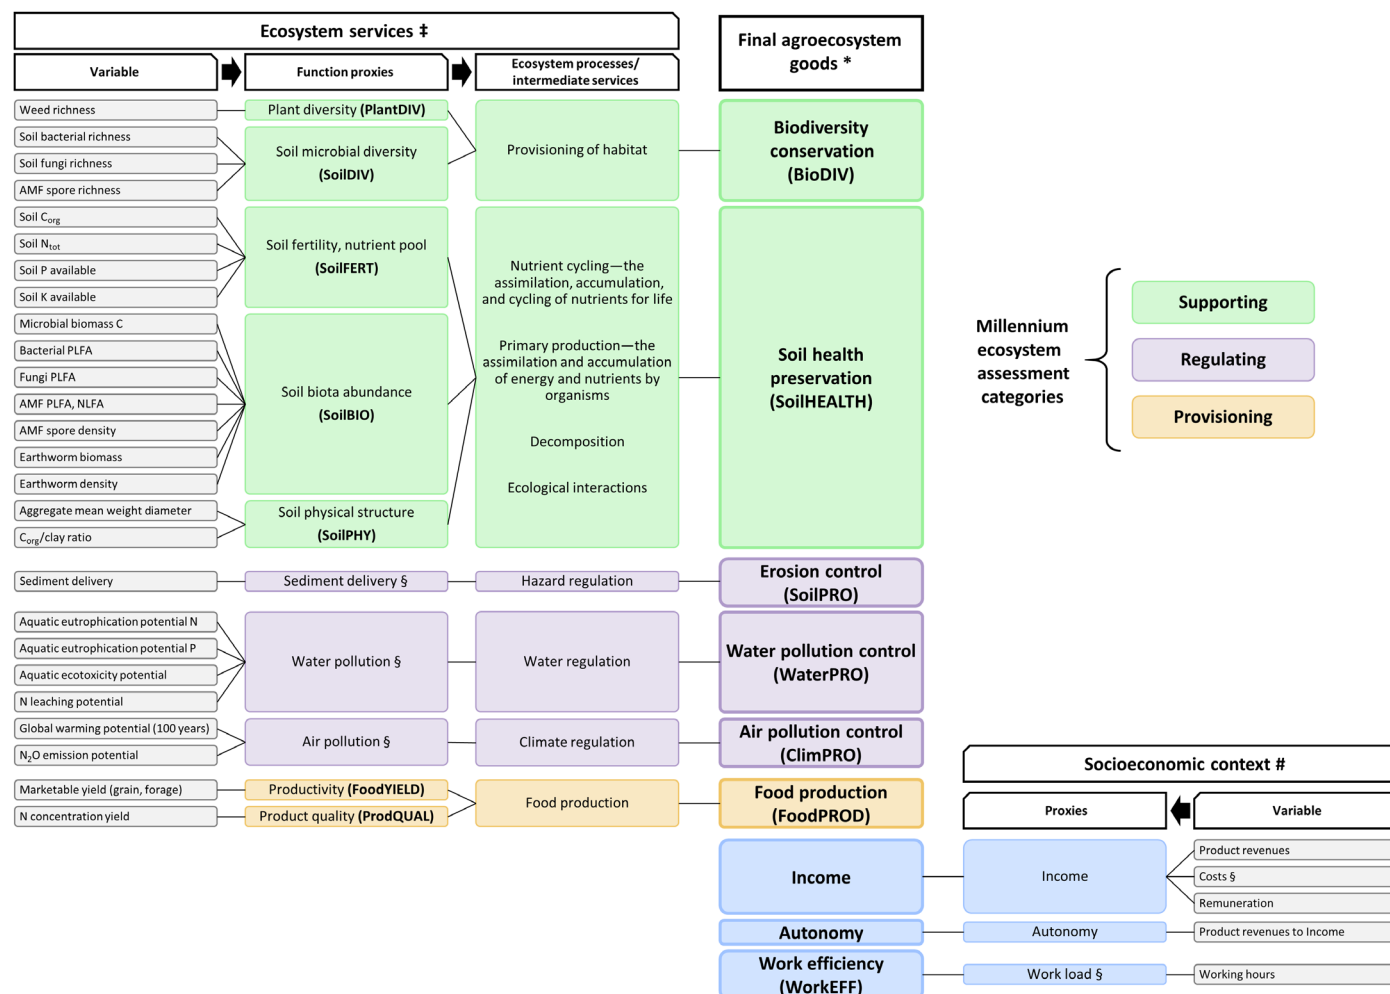 Ecosystem services ‡
Final agroecosystem
goods *
Variable
Function proxies
Ecosystem processes/
intermediate services
Weed richness
Soil bacterial richness
Soil fungi richness
AMF spore richness
Soil Corg
Soil Ntot
Soil P available
Soil K available
Microbial biomass C
Bacterial PLFA
Fungi PLFA
AMF PLFA, NLFA
AMF spore density
Earthworm biomass
Earthworm density
Aggregate mean weight diameter
Corg/clay ratio
Sediment delivery
Aquatic eutrophication potential N
Aquatic eutrophication potential P
Aquatic ecotoxicity potential
N leaching potential
Global warming potential (100 years)
N2O emission potential
Marketable yield (grain, forage)
N concentration yield
Plant diversity (PlantDIV)
Soil microbial diversity
(SoilDIV)
Soil fertility, nutrient pool
(SoilFERT)
Soil biota abundance
(SoilBIO)
Soil physical structure
(SoilPHY)
Sediment delivery §
Water pollution §
Air pollution §
Productivity (FoodYIELD)
Product quality (ProdQUAL)
Provisioning of habitat
Nutrient cycling—the
assimilation, accumulation,
and cycling of nutrients for life
Primary production—the
assimilation and accumulation
of energy and nutrients by
organisms
Decomposition
Ecological interactions
Hazard regulation
Water regulation
Climate regulation
Food production
Biodiversity
conservation
(BioDIV)
Soil health
preservation
(SoilHEALTH)
Erosion control
(SoilPRO)
Water pollution control
(WaterPRO)
Air pollution control
(ClimPRO)
Food production
(FoodPROD)
Income
Autonomy
Work efficiency
(WorkEFF)
Millennium
ecosystem
assessment
categories
Supporting
Regulating
Provisioning
Socioeconomic context #
Proxies
Variable
Income
Autonomy
Work load §
Product revenues
Costs §
Remuneration
Product revenues to Income
Working hours